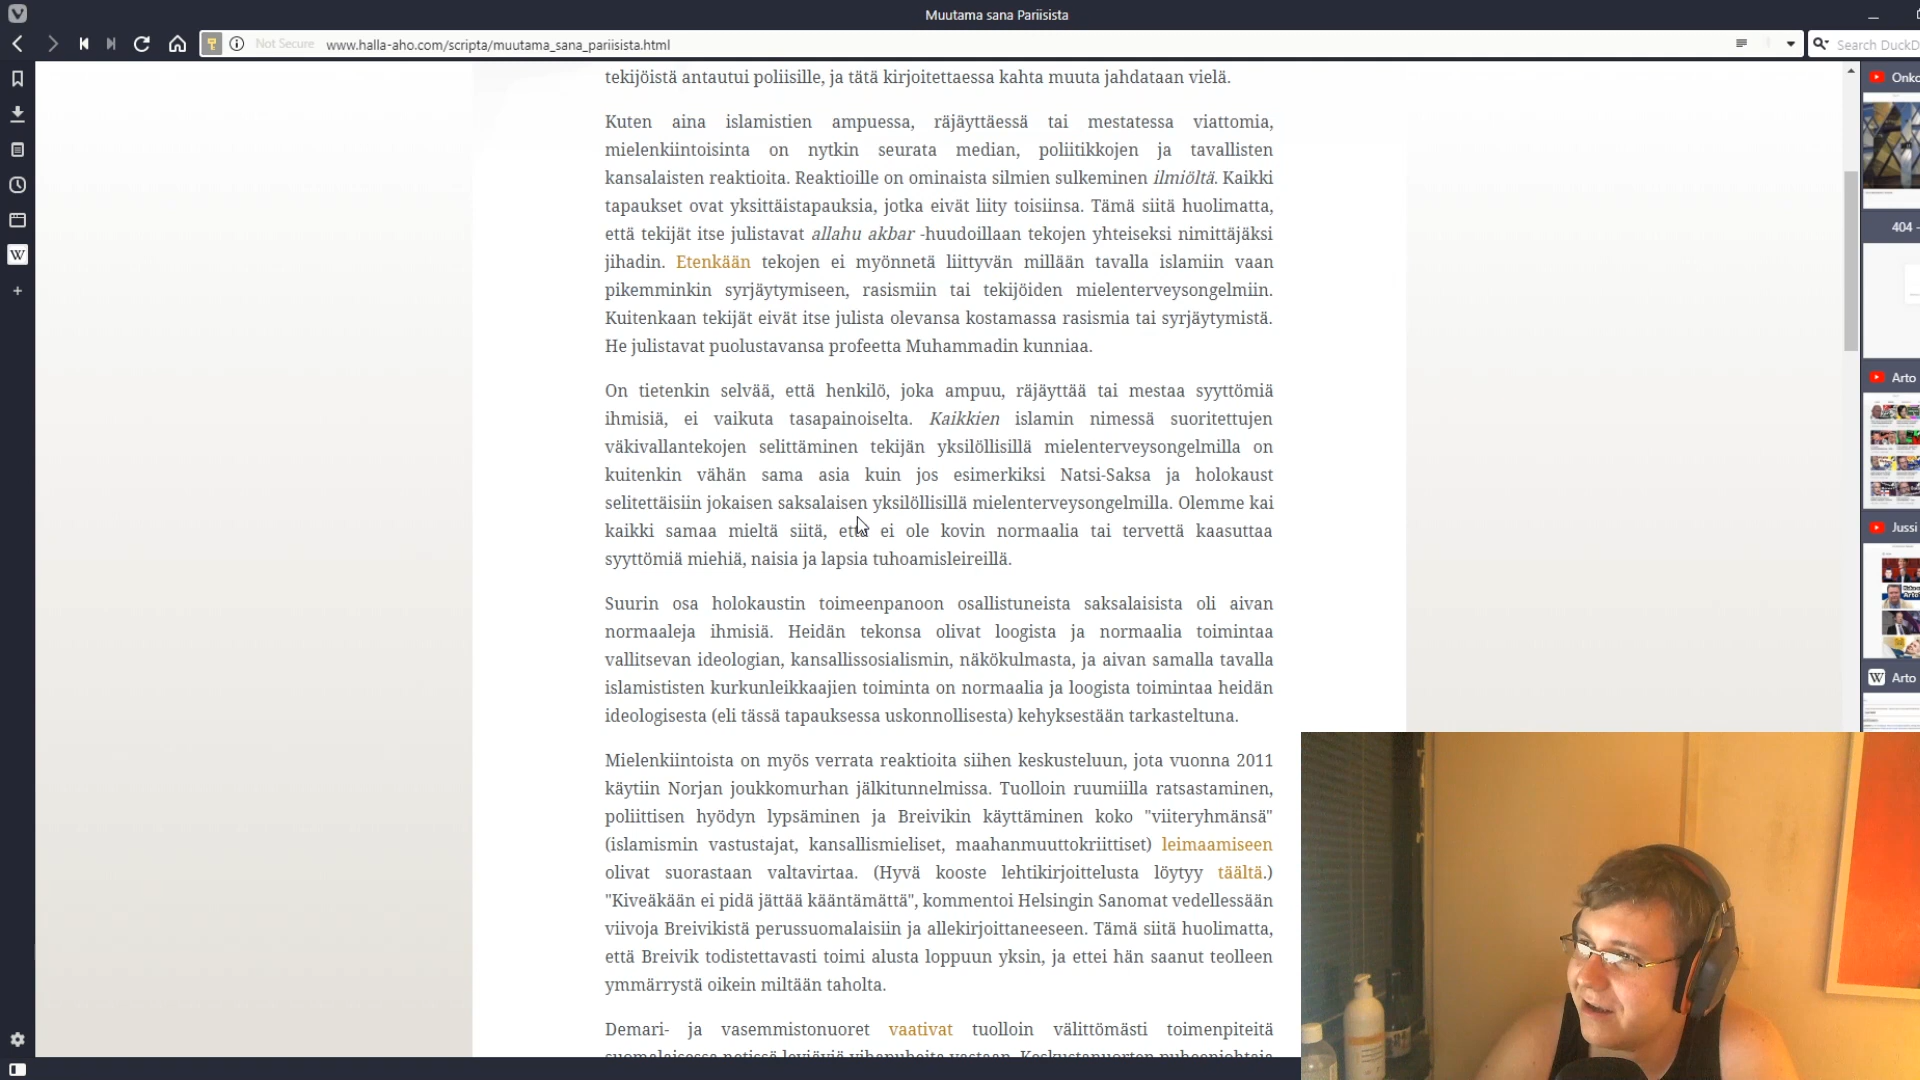 Muutama sana Pariisista
Not Secure
www.halla-aho.com/scripta/muutama_sana_pariisista.html
Search DuckD
tekijöistä antautui poliisille, ja tätä kirjoitettaessa kahta muuta jahdataan vielä.
Kuten aina islamistien ampuessa, räjäyttäessä tai mestatessa viattomia,
mielenkiintoisinta on nytkin seurata median, poliitikkojen ja tavallisten
kansalaisten reaktioita. Reaktioille on ominaista silmien sulkeminen ilmiöltä. Kaikki
tapaukset ovat yksittäistapauksia, jotka eivät liity toisiinsa. Tämä siitä huolimatta,
että tekijät itse julistavat allahu akbar -huudoillaan tekojen yhteiseksi nimittäjäksi
jihadin. Etenkään tekojen ei myönnetä liittyvän millään tavalla islamiin vaan
pikemminkin syrjäytymiseen, rasismiin tai tekijöiden mielenterveysongelmiin.
Kuitenkaan tekijät eivät itse julista olevansa kostamassa rasismia tai syrjäytymistä.
He julistavat puolustavansa profeetta Muhammadin kunniaa.
On tietenkin selvää, että henkilö, joka ampuu, räjäyttää tai mestaa syyttömiä
ihmisiä, ei vaikuta tasapainoiselta. Kaikkien islamin nimessä suoritettujen
väkivallantekojen selittäminen tekijän yksilöllisillä mielenterveysongelmilla on
kuitenkin vähän sama asia kuin jos esimerkiksi Natsi-Saksa ja holokaust
selitettäisiin jokaisen saksalaisen yksilöllisillä mielenterveysongelmilla. Olemme kai
kaikki samaa mieltä siitä, että ei ole kovin normaalia tai tervettä kaasuttaa
syyttömiä miehiä, naisia ja lapsia tuhoamisleireillä.
Suurin osa holokaustin toimeenpanoon osallistuneista saksalaisista oli aivan
normaaleja ihmisiä. Heidän tekonsa olivat loogista ja normaalia toimintaa
vallitsevan ideologian, kansallissosialismin, näkökulmasta, ja aivan samalla tavalla
islamististen kurkunleikkaajien toiminta on normaalia ja loogista toimintaa heidän
ideologisesta (eli tässä tapauksessa uskonnollisesta) kehyksestään tarkasteltuna.
Mielenkiintoista on myös verrata reaktioita siihen keskusteluun, jota vuonna 2011
käytiin Norjan joukkomurhan jälkitunnelmissa. Tuolloin ruumiilla ratsastaminen,
poliittisen hyödyn lypsäminen ja Breivikin käyttäminen koko "viiteryhmänsä"
(islamismin vastustajat, kansallismieliset, maahanmuuttokriittiset) leimaamiseen
olivat suorastaan valtavirtaa. (Hyvä kooste lehtikirjoittelusta löytyy täältä.)
"Kiveäkään ei pidä jättää kääntämättä", kommentoi Helsingin Sanomat vedellessään
viivoja Breivikistä perussuomalaisiin ja allekirjoittaneeseen. Tämä siitä huolimatta,
että Breivik todistettavasti toimi alusta loppuun yksin, ja ettei hän saanut teolleen
ymmärrystä oikein miltään taholta.
Demari- ja vasemmistonuoret vaativat tuolloin välittömästi toimenpiteitä
suomalaisessa netissä leviäviä vihapuheita vastaan. Keskustanuorten puheenjohtaja
Onko
404 -
Arto
Jussi
W Arto